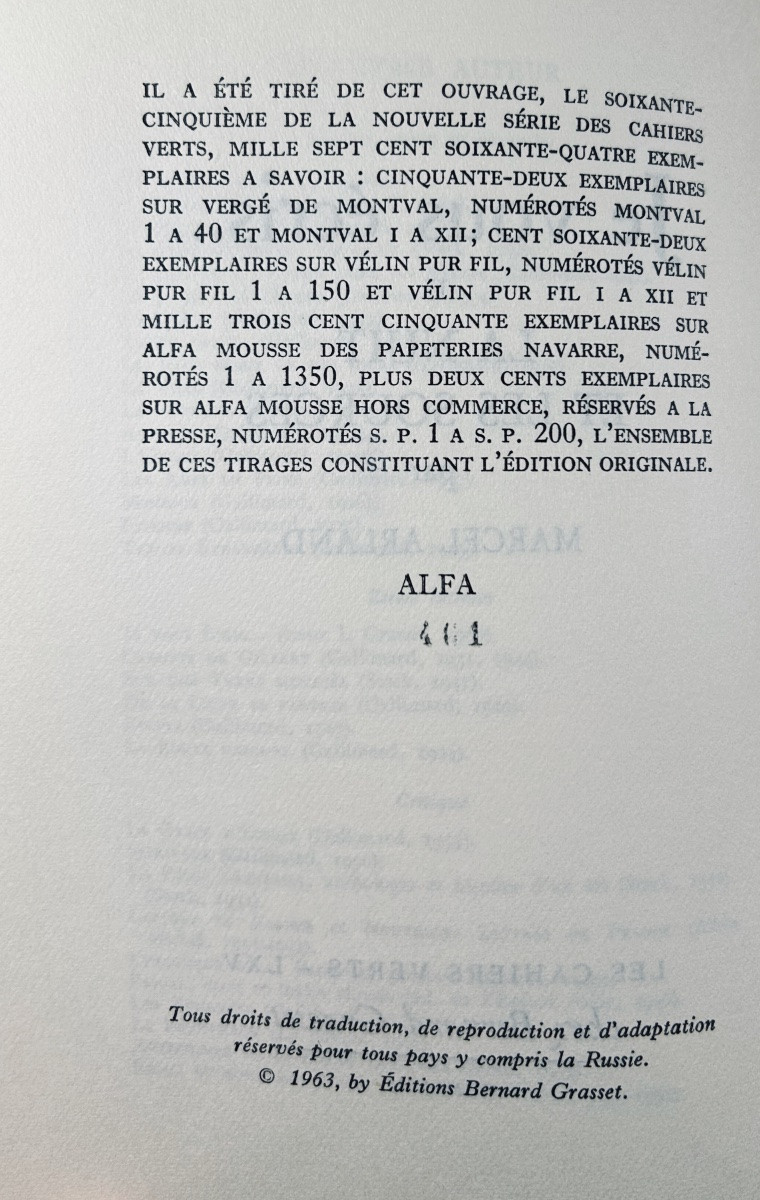 IL A ÉTÉ TIRÉ DE CET OUVRAGE, LE SOIXANTE-
CINQUIÈME DE LA NOUVELLE SÉRIE DES CAHIERS
VERTS, MILLE SEPT CENT SOIXANTE-QUATRE EXEM-
PLAIRES A SAVOIR : CINQUANTE-DEUX EXEMPLAIRES
SUR VERGÉ DE MONTVAL, NUMÉROTÉS MONTVAL
1 A 40 ET MONTVAL I A XII; CENT SOIXANTE-DEUX
EXEMPLAIRES SUR VÉLIN PUR FIL, NUMÉROTÉS VÉLIN
PUR FIL 1 A 150 ET VÉLIN PUR FIL I A XII ET
MILLE TROIS CENT CINQUANTE EXEMPLAIRES SUR
ALFA MOUSSE DES PAPETERIES NAVARRE, NUMÉ-
ROTÉS 1 A 1350, PLUS DEUX CENTS EXEMPLAIRES
SUR ALFA MOUSSE HORS COMMERCE, RÉSERVÉS A LA
PRESSE, NUMÉROTÉS S. P. 1 A S. P. 200, L'ENSEMBLE
DE CES TIRAGES CONSTITUANT L'ÉDITION ORIGINALE.
MARCEL ARLAND
ALFA
LES CAHIERS VERTS - LXV
Tous droits de traduction, de reproduction et d'adaptation
réservés pour tous pays y compris la Russie.
© 1963, by Éditions Bernard Grasset.